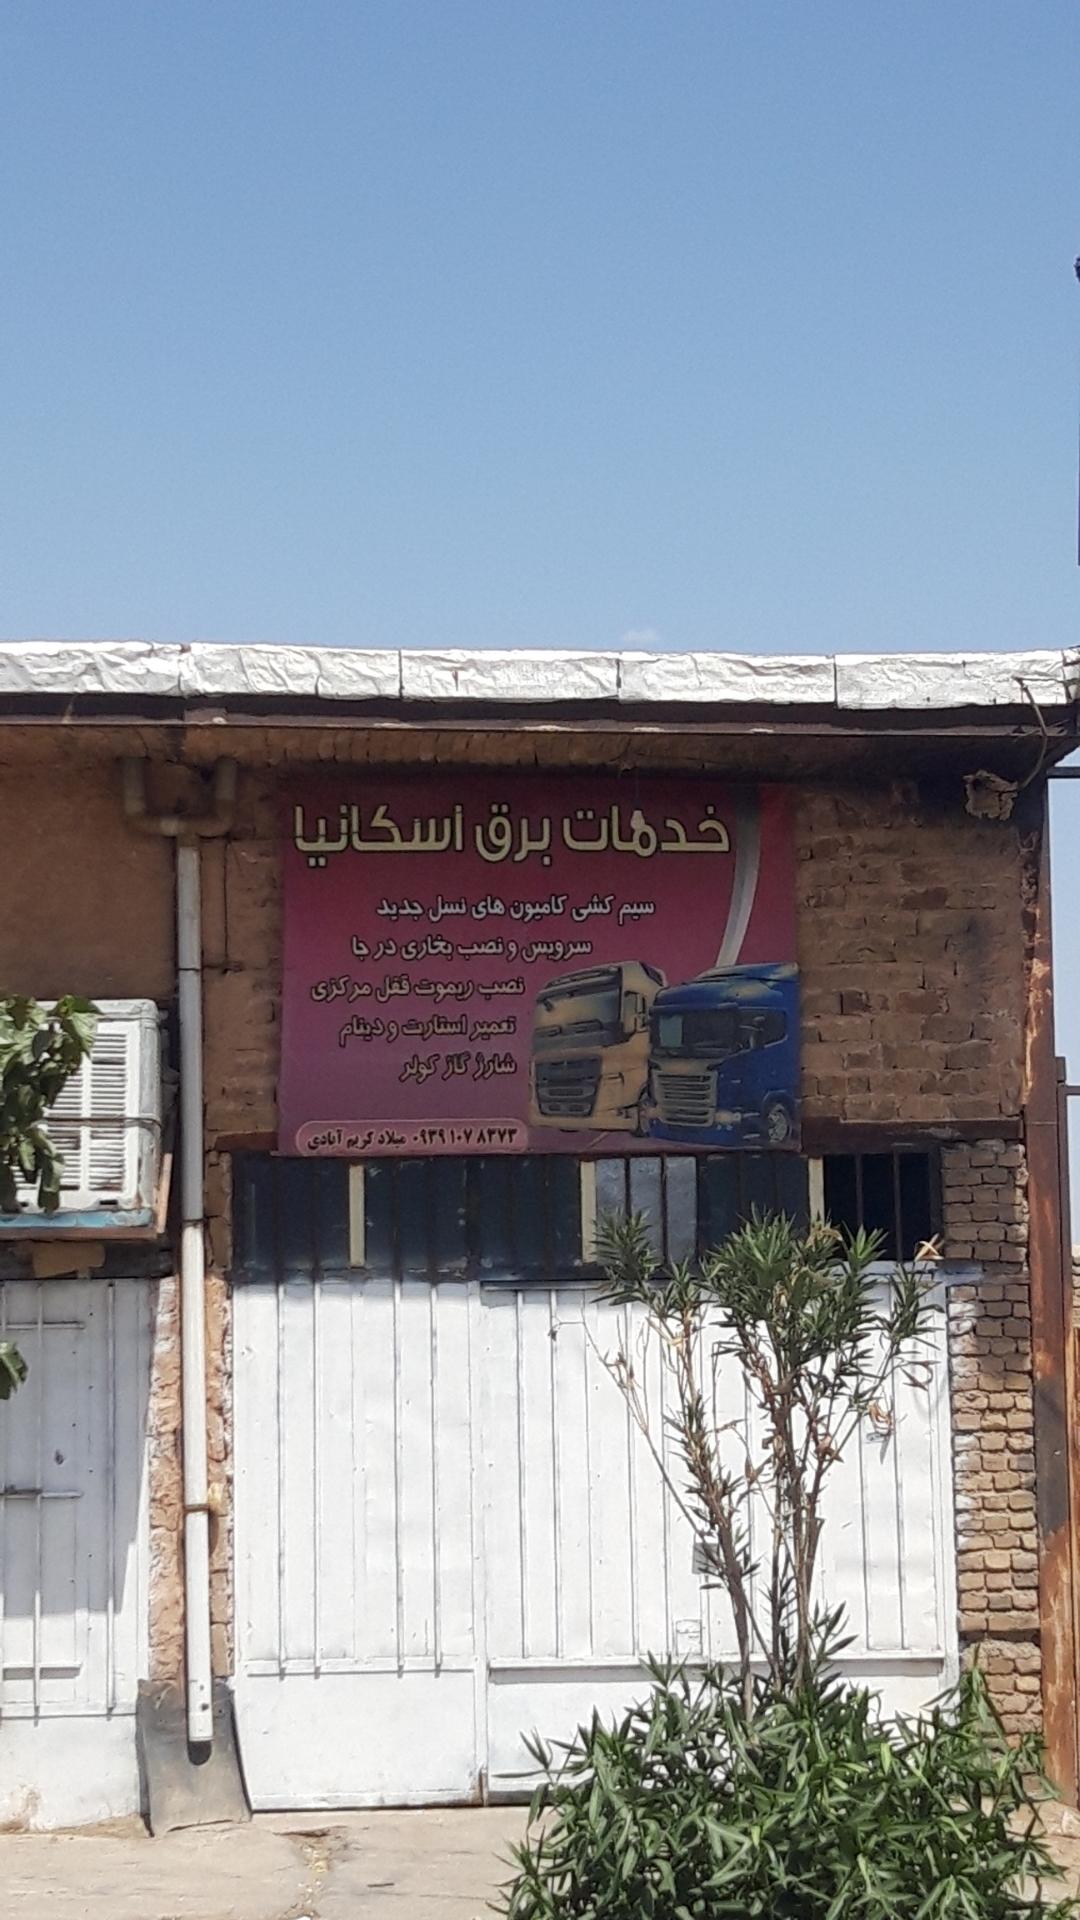 خدمات برق اسکانیا
سیم کشی کامیون های نسل جدید
سرویس و نصب بخاری در جا
نصب ریموت قفل مرکزی
تعمیر استارت و دینام
شارژ گاز کولر
۰۹۳۹۱۰۷۸۳۷۳ میلاد کریم آبادی